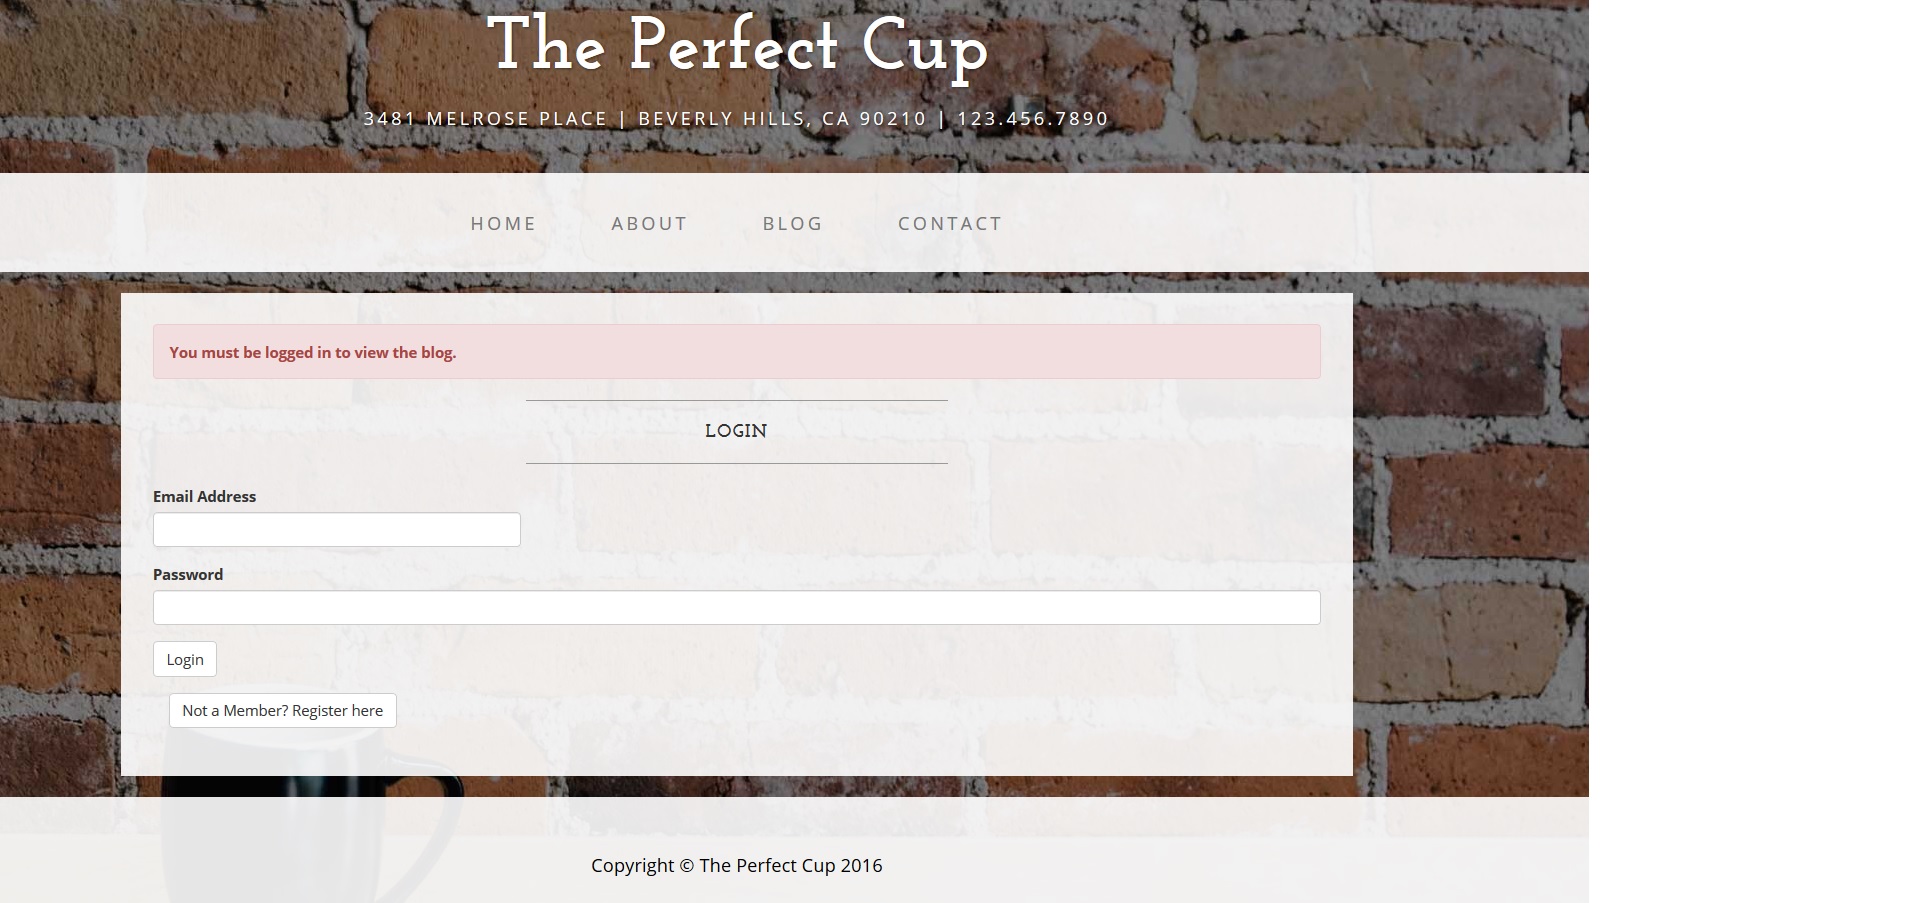 The Perfect Cup
3481 MELROSE PLACE | BEVERLY HILLS, CA 90210 | 123.456.7890
HOME ABOUT BLOG CONTACT
You must be logged in to view the blog.
LOGIN
Email Address
Password
Login
Not a Member? Register here
Copyright © The Perfect Cup 2016